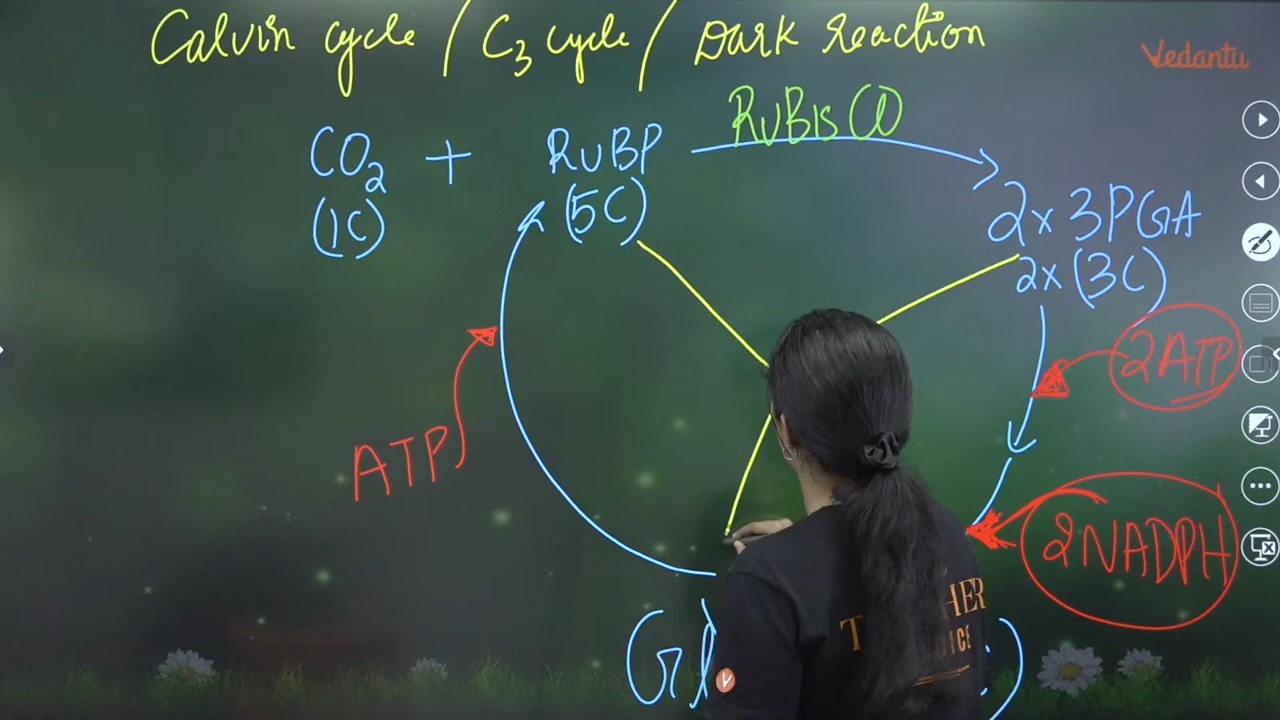 Calvin cycle / C3 cycle / Dark reaction
Vedantu
CO2 + RuBP RuBisCO
(1C) (5C)
2x 3PGA
2x (3C)
2ATP
ATP
2NADPH